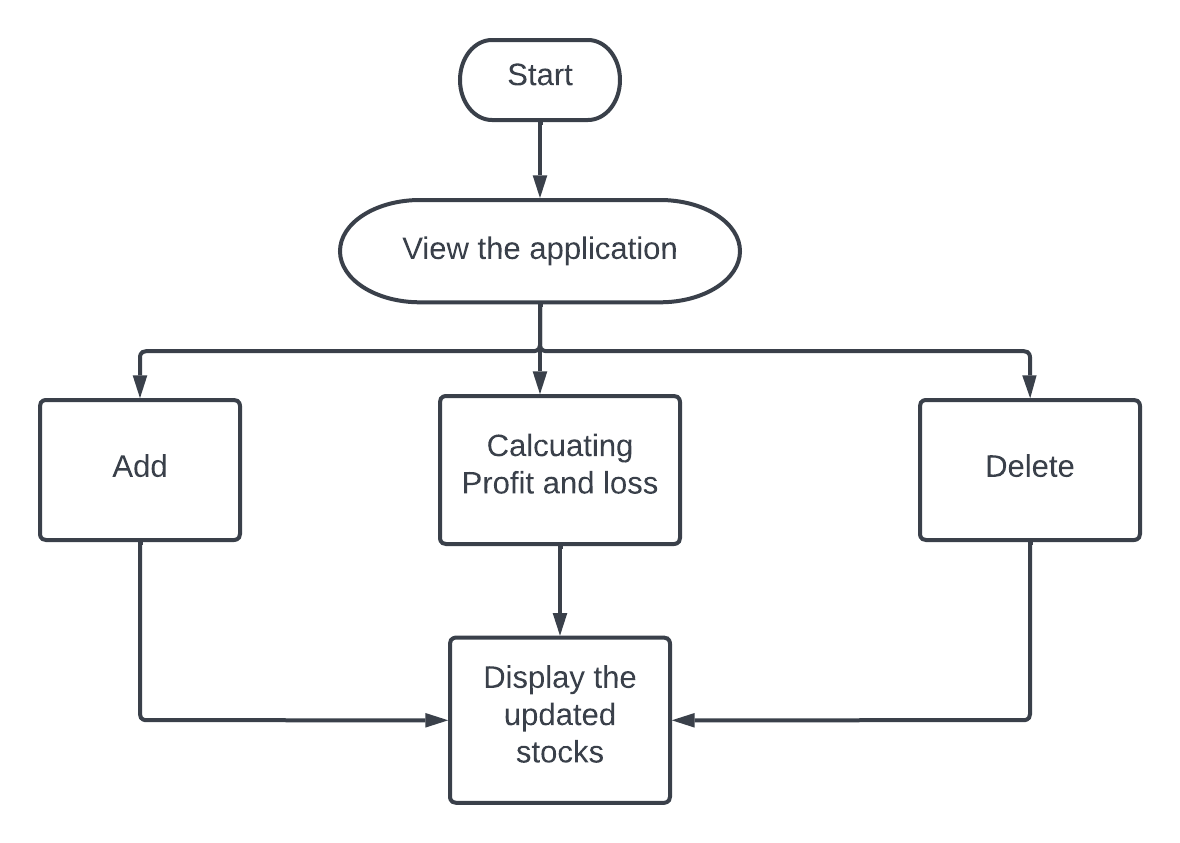 Start
View the application
Add
Calcuating
Profit and loss
Delete
Display the
updated
stocks